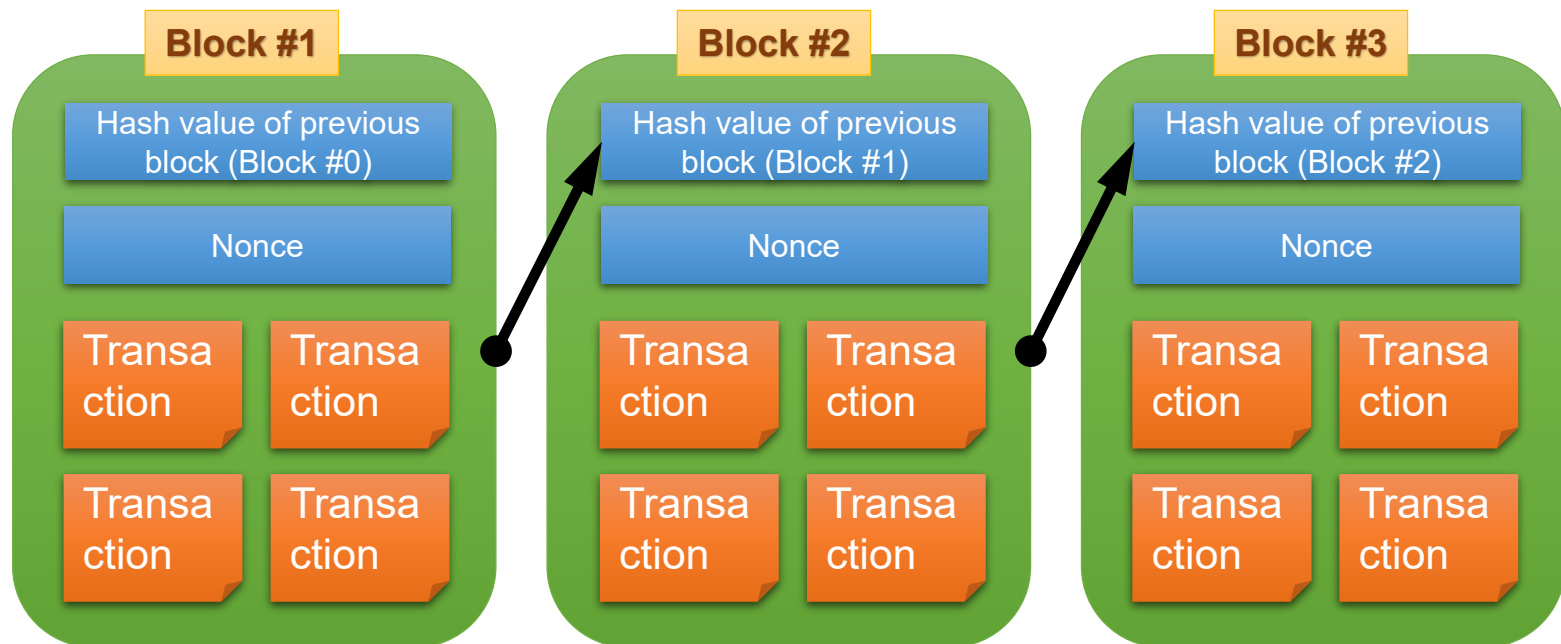 Block #1
Hash value of previous
block (Block #0)
Nonce
Transa
ction
Transa
ction
Transa
ction
Transa
ction
Block #2
Hash value of previous
block (Block #1)
Nonce
Transa
ction
Transa
ction
Transa
ction
Transa
ction
Block #3
Hash value of previous
block (Block #2)
Nonce
Transa
ction
Transa
ction
Transa
ction
Transa
ction